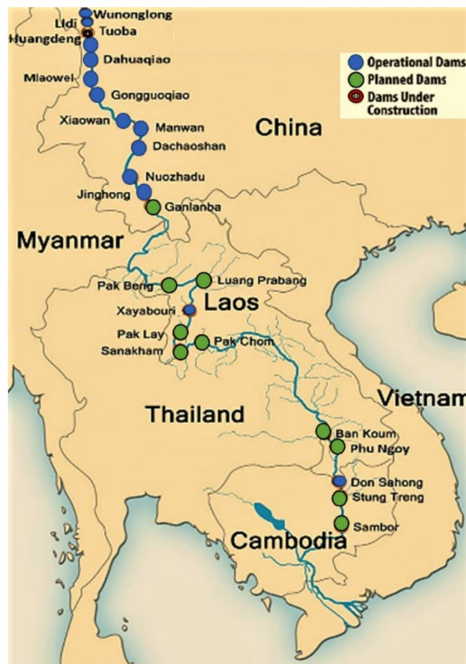 Wunonglong
Lidi
Tuoba
Huangdeng
Dahuaqiao
Miaowei
Gongguoqiao
Xiaowan
Manwan
Dachaoshan
Nuozhadu
Jinghong
Ganlanba
China
Operational Dams
Planned Dams
Dams Under
Construction
Myanmar
Pak Beng
Luang Prabang
Laos
Xayabouri
Pak Lay
Pak Chom
Sanakham
Vietnam
Thailand
Ban Koum
Phu Ngoy
Don Sahong
Stung Treng
Sambor
Cambodia